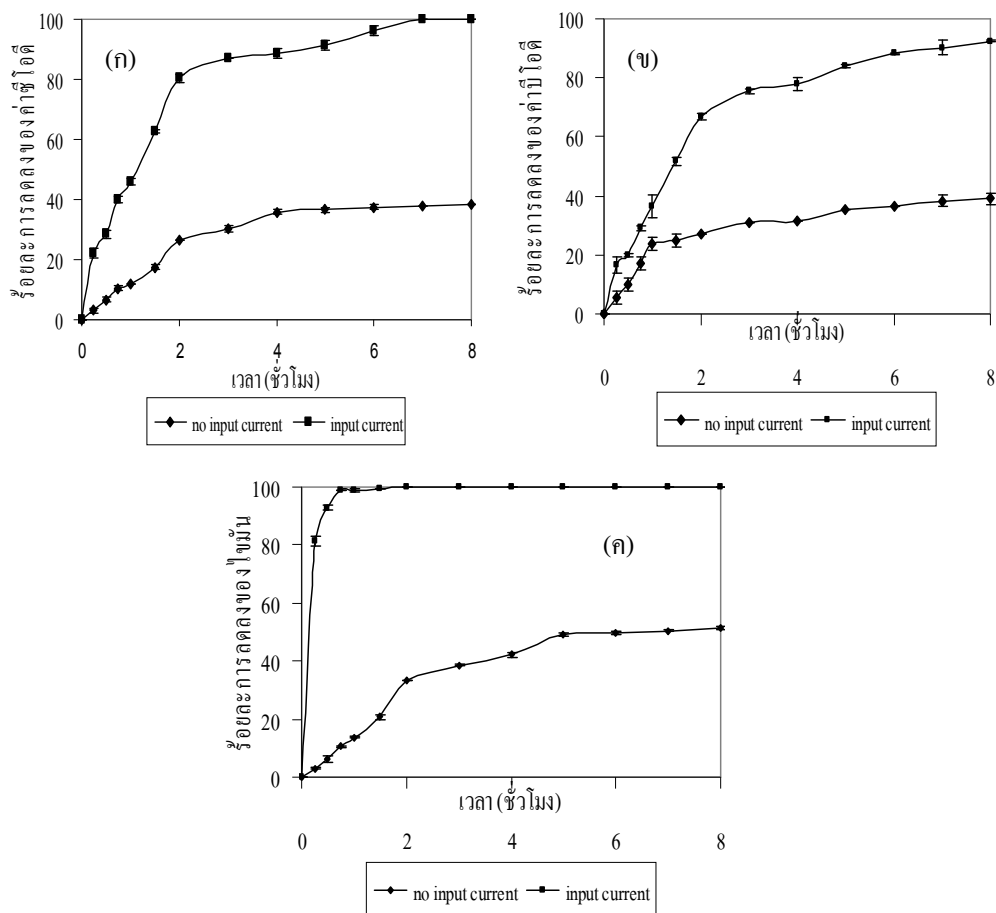 ร้อยละการลดลงของค่าซีโอดี
100
80
60
40
20
0
(ก)
0 2 4 6 8
เวลา (ชั่วโมง)
no input current input current
ร้อยละการลดลงของค่าบีโอดี
100
80
60
40
20
0
(ข)
เวลา (ชั่วโมง)
0 2 4 6 8
no input current input current
ร้อยละการลดลงของไขมัน
100
80
60
40
20
0
(ค)
เวลา (ชั่วโมง)
0 2 4 6 8
no input current input current